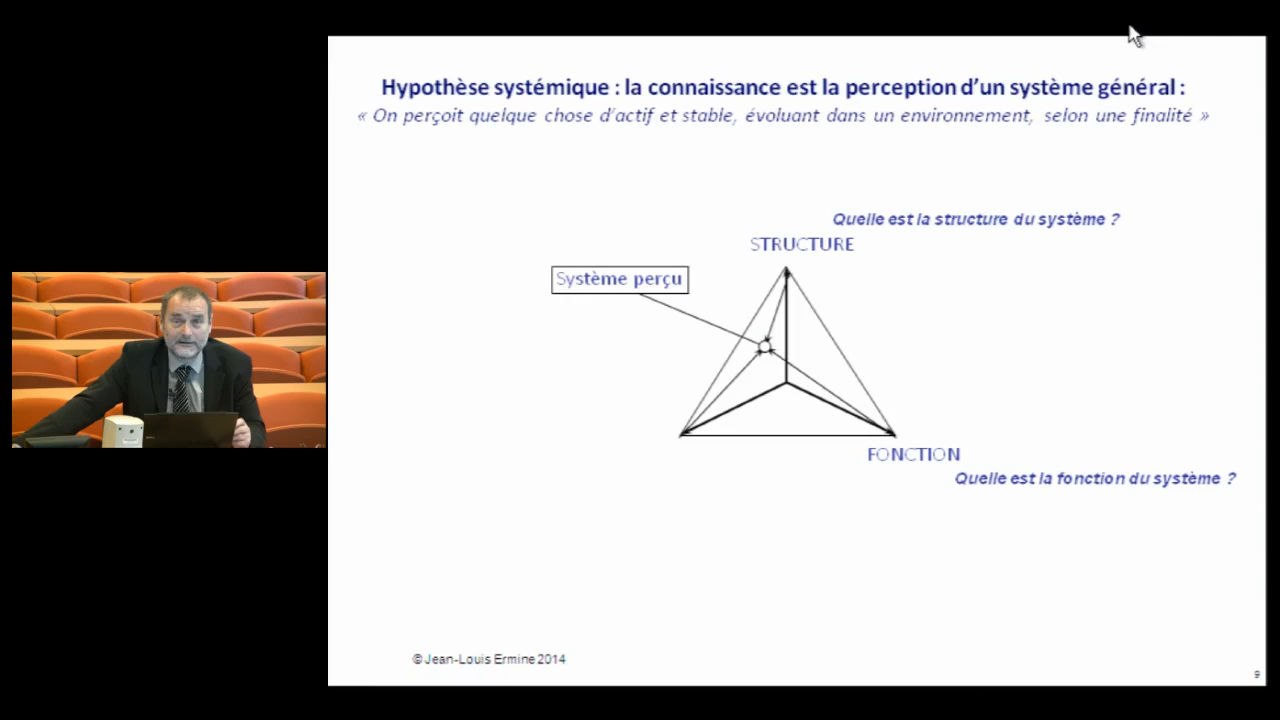 Hypothèse systémique : la connaissance est la perception d'un système général :
« On perçoit quelque chose d'actif et stable, évoluant dans un environnement, selon une finalité »
Quelle est la structure du système ?
STRUCTURE
Système perçu
FONCTION
Quelle est la fonction du système ?
© Jean-Louis Ermine 2014
9